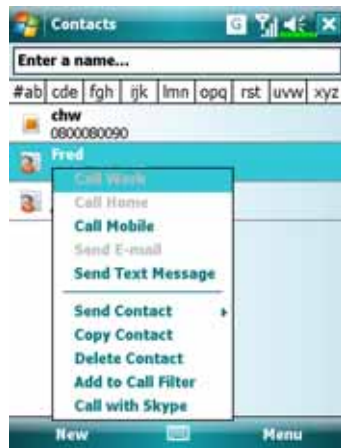 Contacts
G
Enter a name...
#ab cde fgh ijk lmn opq rst uvw xyz
chw
0800080090
Fred
Call Work
Call Home
Call Mobile
Send E-mail
Send Text Message
Send Contact
Copy Contact
Delete Contact
Add to Call Filter
Call with Skype
New Menu